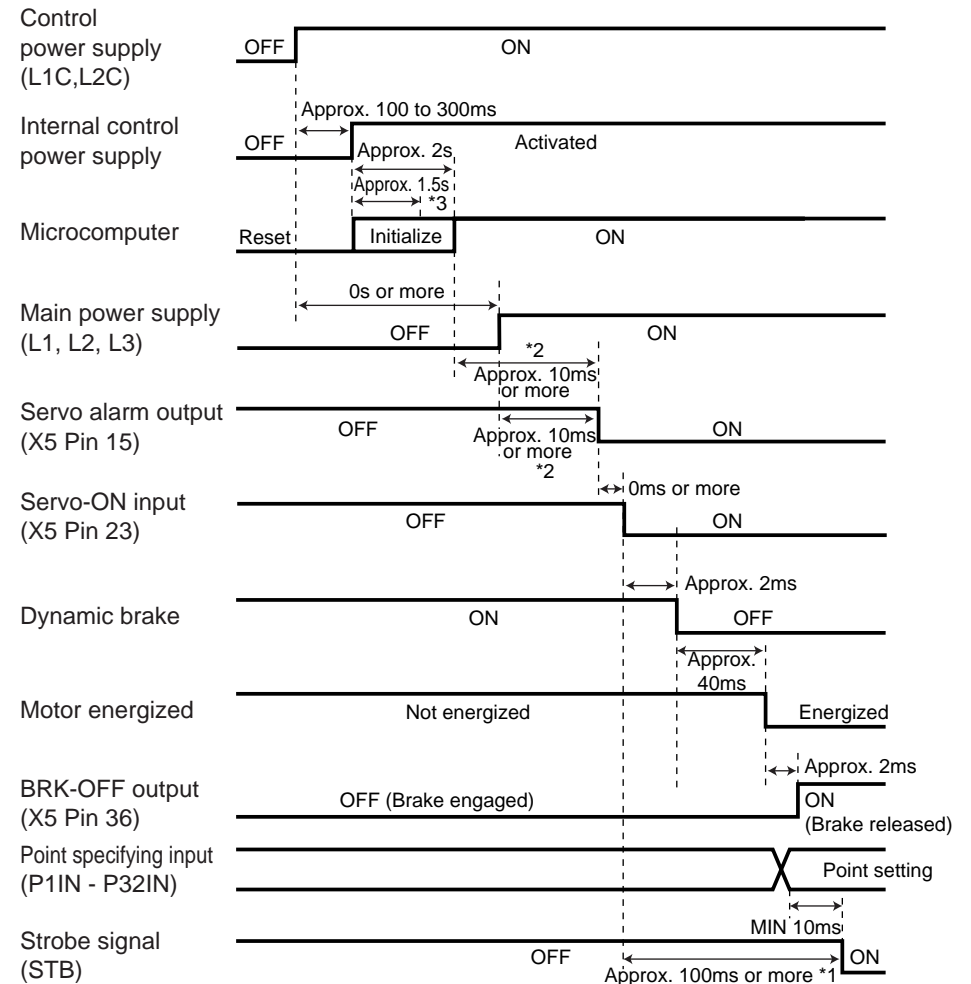 Control
power supply
(L1C,L2C)
OFF
ON
Approx. 100 to 300ms
Internal control
power supply
OFF
Activated
Approx. 2s
Approx. 1.5s
*3
Microcomputer
Reset
Initialize
ON
0s or more
Main power supply
(L1, L2, L3)
OFF
ON
*2
Approx. 10ms
or more
Servo alarm output
(X5 Pin 15)
OFF
Approx. 10ms
or more
*2
ON
0ms or more
Servo-ON input
(X5 Pin 23)
OFF
ON
Approx. 2ms
Dynamic brake
ON
OFF
Approx.
40ms
Motor energized
Not energized
Energized
Approx. 2ms
BRK-OFF output
(X5 Pin 36)
OFF (Brake engaged)
ON
(Brake released)
Point specifying input
(P1IN - P32IN)
Point setting
MIN 10ms
Strobe signal
(STB)
OFF
ON
Approx. 100ms or more *1